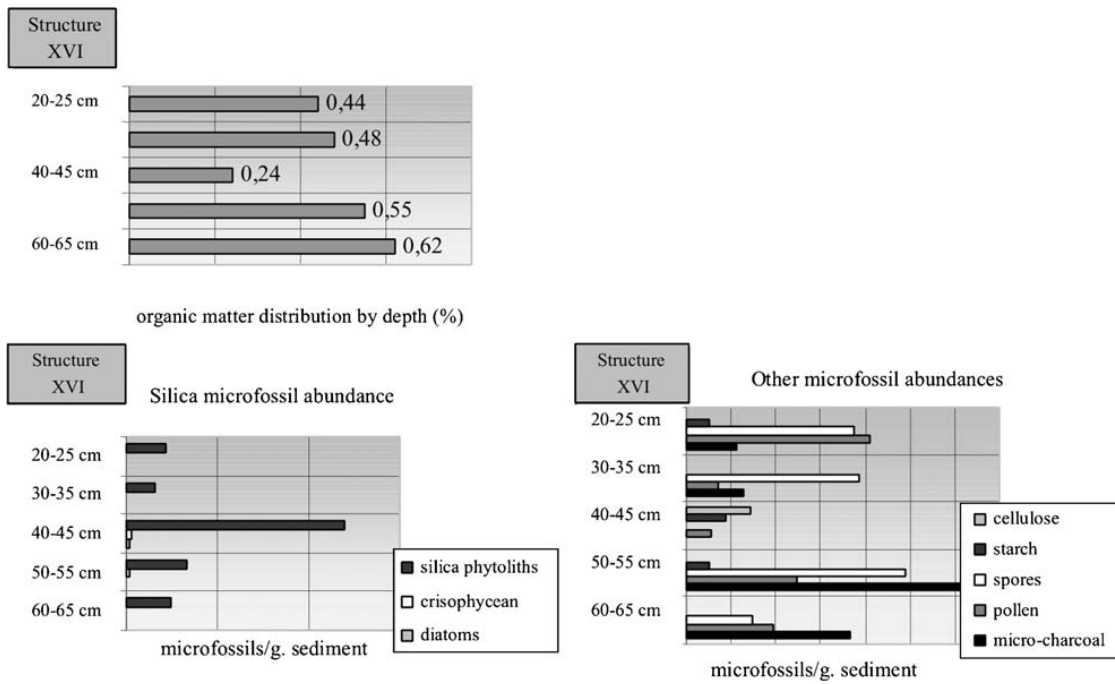 Structure
XVI
20-25 cm
0,44
0,48
40-45 cm
0,24
0,55
60-65 cm
0,62
organic matter distribution by depth (%)
Structure
XVI
Silica microfossil abundance
20-25 cm
30-35 cm
40-45 cm
50-55 cm
60-65 cm
silica phytoliths
crisophycean
diatoms
microfossils/g. sediment
Structure
XVI
Other microfossil abundances
20-25 cm
30-35 cm
40-45 cm
50-55 cm
60-65 cm
cellulose
starch
spores
pollen
micro-charcoal
microfossils/g. sediment